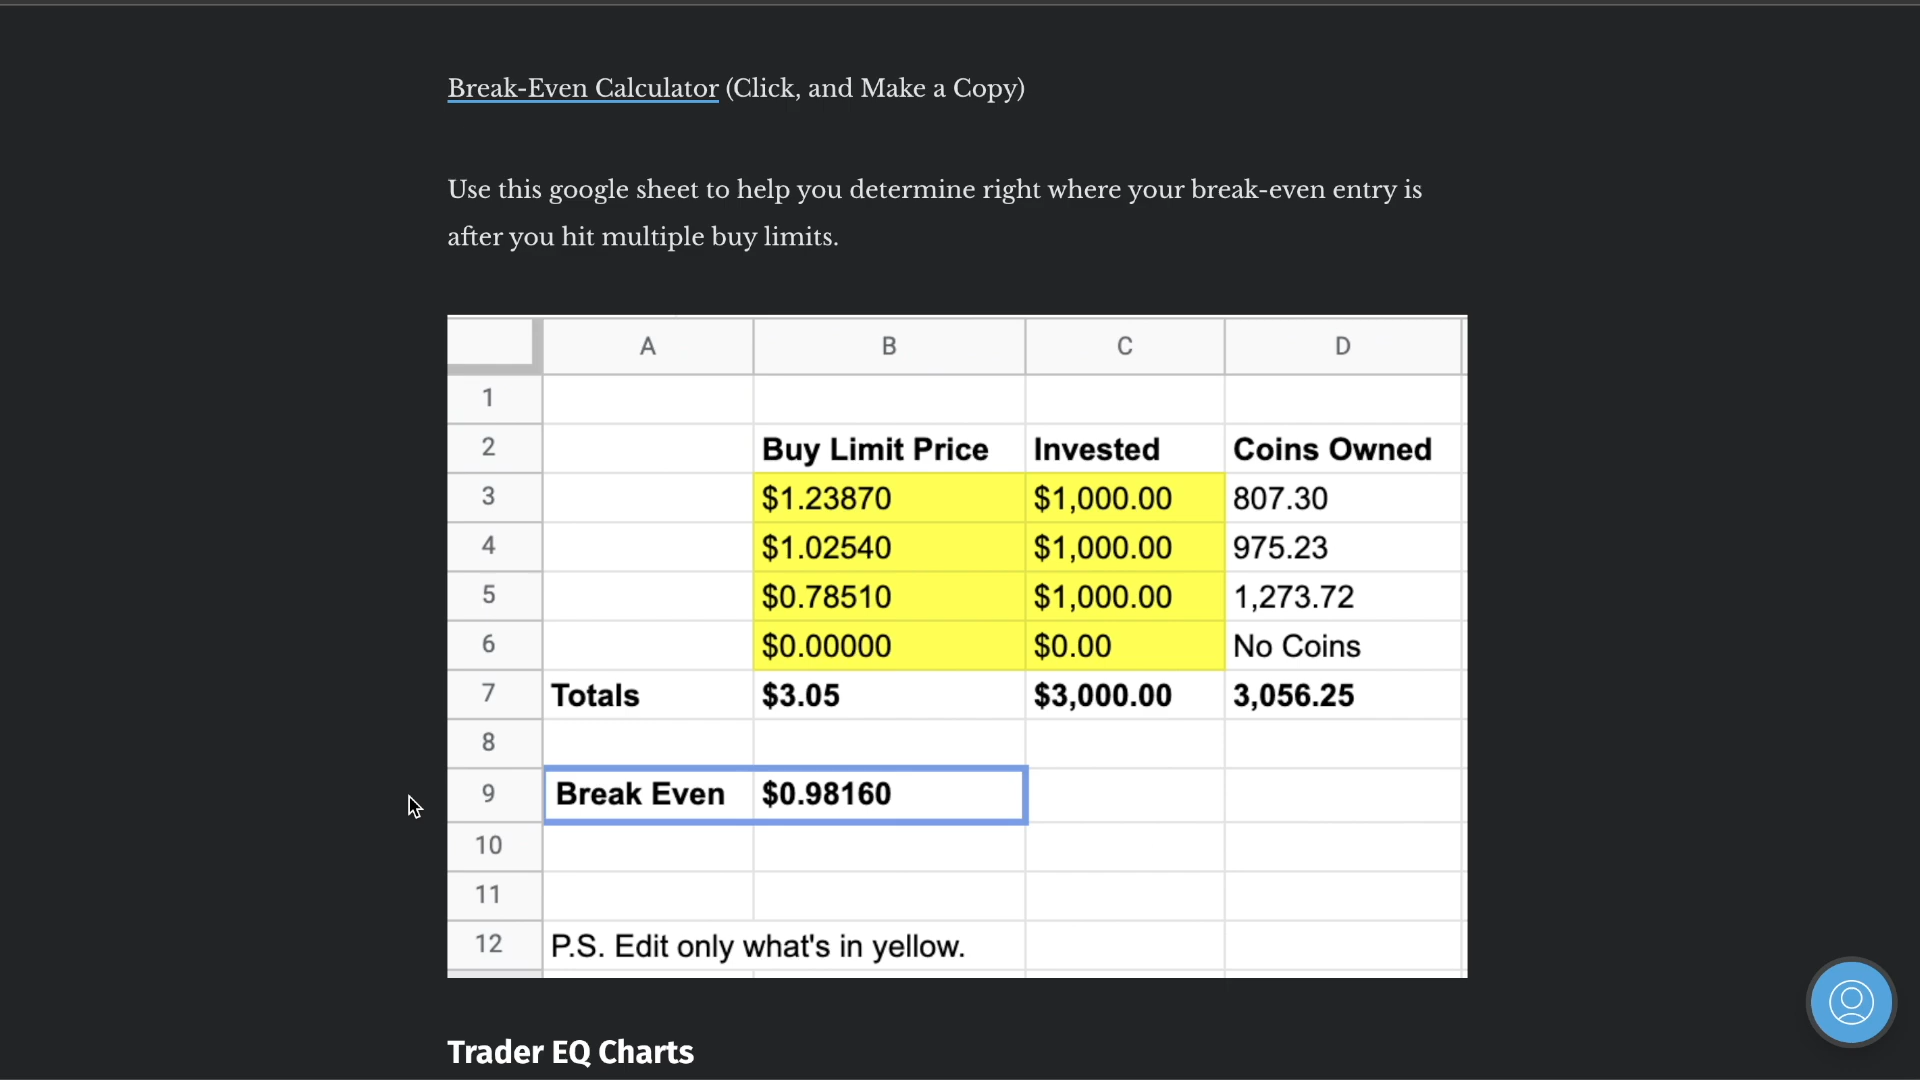 Break-Even Calculator (Click, and Make a Copy)
Use this google sheet to help you determine right where your break-even entry is
after you hit multiple buy limits.
A B C D
1
2 Buy Limit Price Invested Coins Owned
3 $1.23870 $1,000.00 807.30
4 $1.02540 $1,000.00 975.23
5 $0.78510 $1,000.00 1,273.72
6 $0.00000 $0.00 No Coins
7 Totals $3.05 $3,000.00 3,056.25
8
9 Break Even $0.98160
10
11
12 P.S. Edit only what's in yellow.
Trader EQ Charts